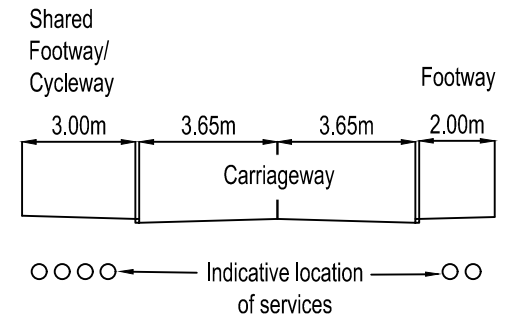 Shared
Footway/
Cycleway
Footway
3.00m 3.65m 3.65m 2.00m
Carriageway
Indicative location
of services